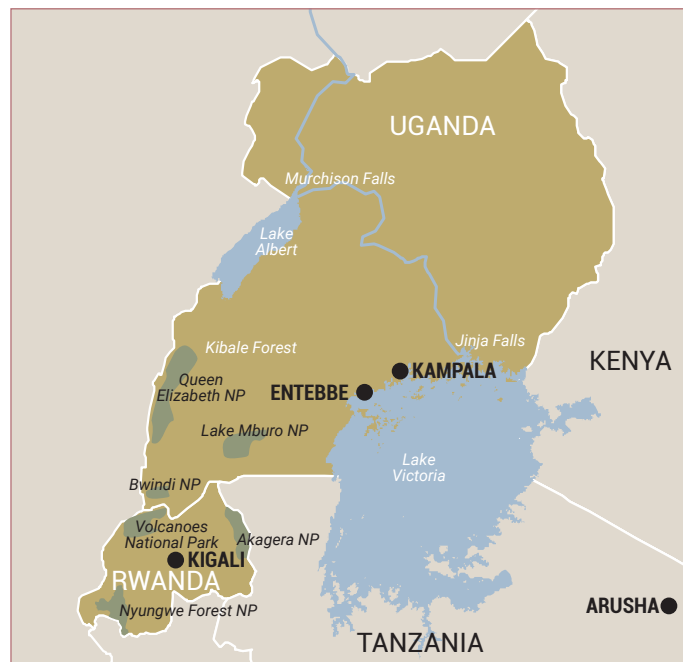 UGANDA
Murchison Falls
Lake
Albert
Jinja Falls
Kibale Forest
KENYA
KAMPALA
Queen
Elizabeth NP
ENTEBBE
Lake Mburo NP
Lake
Victoria
Bwindi NP
Volcanoes
National Park
Akagera NP
KIGALI
RWANDA
Nyungwe Forest NP
ARUSHA
TANZANIA